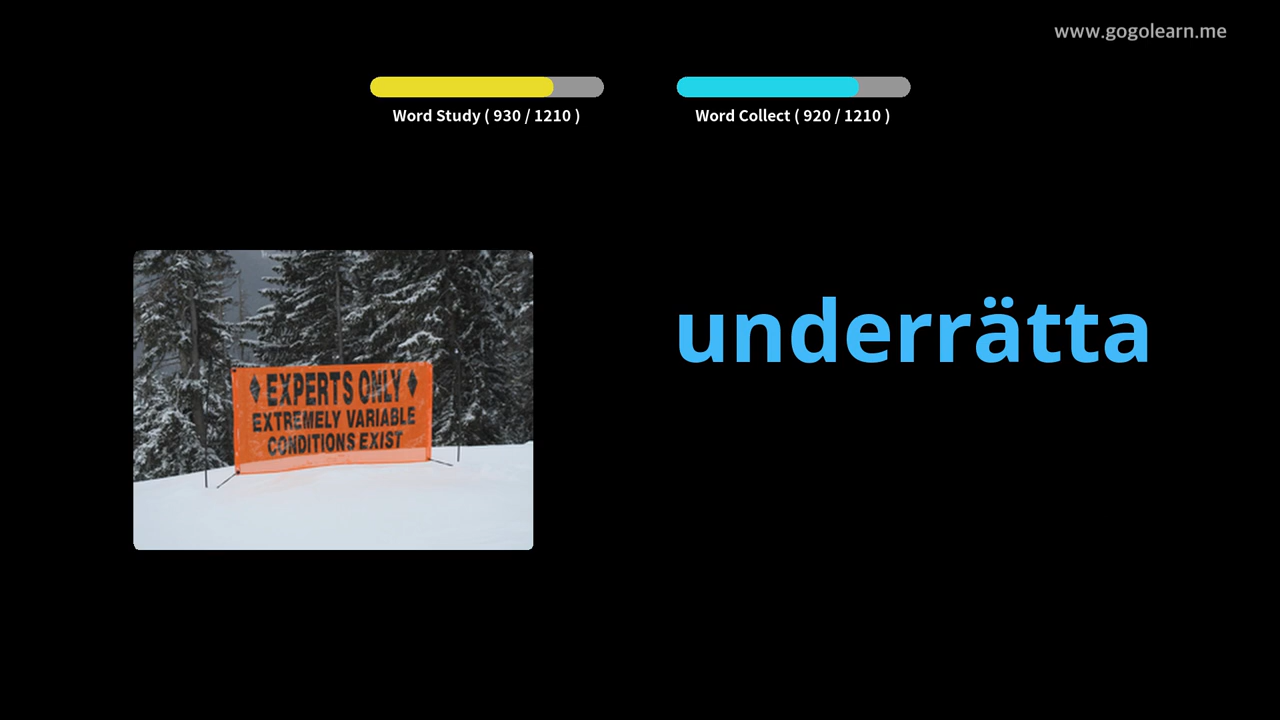 www.gogolearn.me
Word Study ( 930 / 1210 )
Word Collect ( 920 / 1210 )
EXPERTS ONLY
EXTREMELY VARIABLE
CONDITIONS EXIST
underrätta